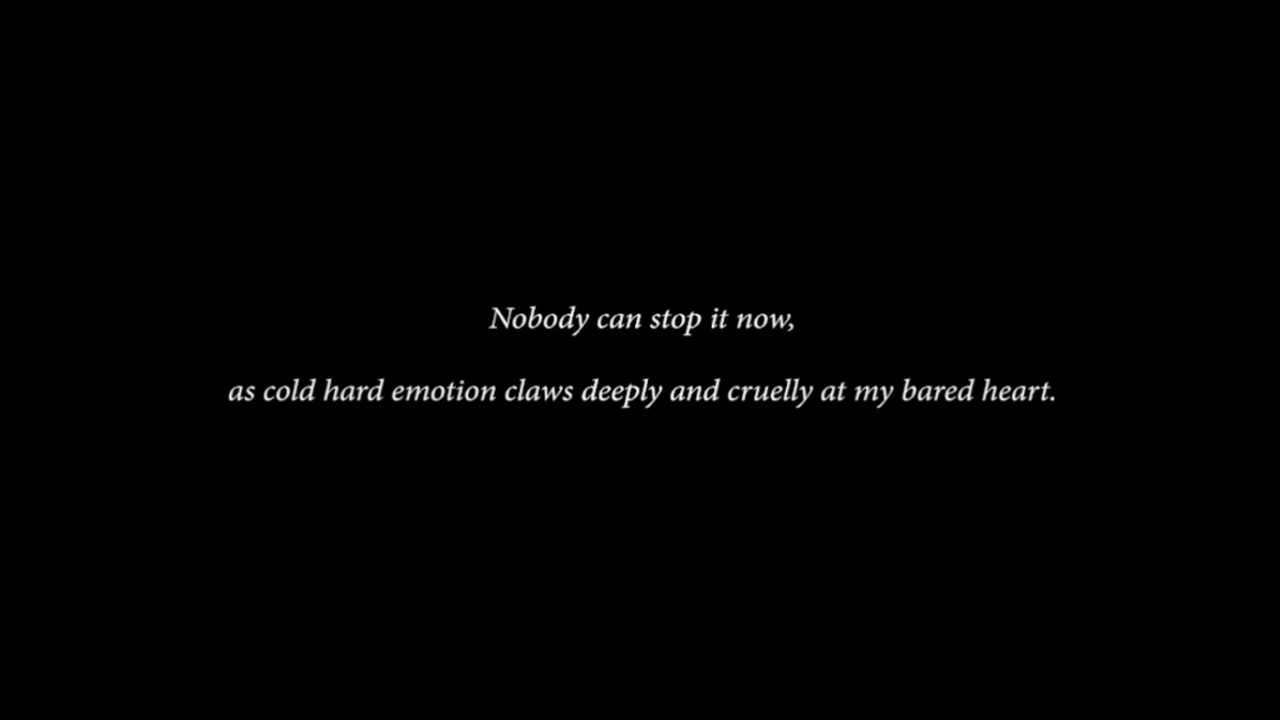 Nobody can stop it now,
as cold hard emotion claws deeply and cruelly at my bared heart.